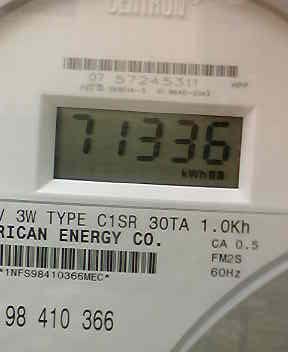 CENTRON
07 57245311
71336
kWh
V 3W TYPE C1SR 30TA 1.0Kh
RICAN ENERGY CO.
CA 0.5
FM2S
60Hz
*1NFS98410366MEC*
98 410 366